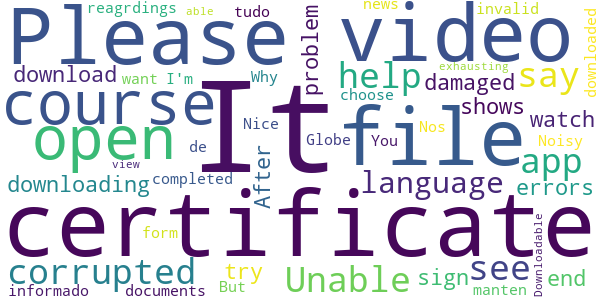 reagrdings able tudo
news invalid
Please
video
problem
downloaded
download want I'm Why
exhausting
help damaged say
choose
course
It
file
shows
watch
open
Nice
Globe You Nos
Noisy
de
After
view
app
downloading completed
language errors
certificate
form
Downloadable
corrupted try
But
Unable sign see end
manten
informado documents